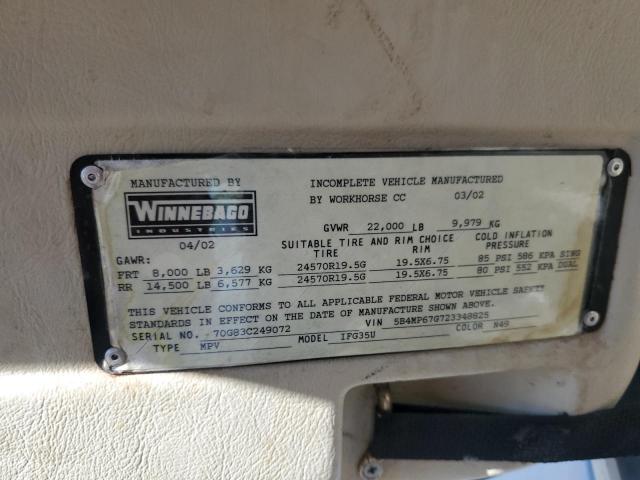 MANUFACTURED BY
WINNEBAGO
INDUSTRIES
04/02
INCOMPLETE VEHICLE MANUFACTURED
BY WORKHORSE CC 03/02
GVWR 22,000 LB 9,979 KG
SUITABLE TIRE AND RIM CHOICE COLD INFLATION
GAWR: TIRE RIM PRESSURE
FRT 8,000 LB 3,629 KG 24570R19.5G 19.5X6.75 85 PSI 586 KPA SING
RR 14,500 LB 6,577 KG 24570R19.5G 19.5X6.75 80 PSI 552 KPA DUAL
THIS VEHICLE CONFORMS TO ALL APPLICABLE FEDERAL MOTOR VEHICLE SAFETY
STANDARDS IN EFFECT ON THE DATE OF MANUFACTURE SHOWN ABOVE.
SERIAL NO. 70G83C249072 VIN 5B4MP67G723348825
TYPE MPV MODEL IFG35U COLOR N49